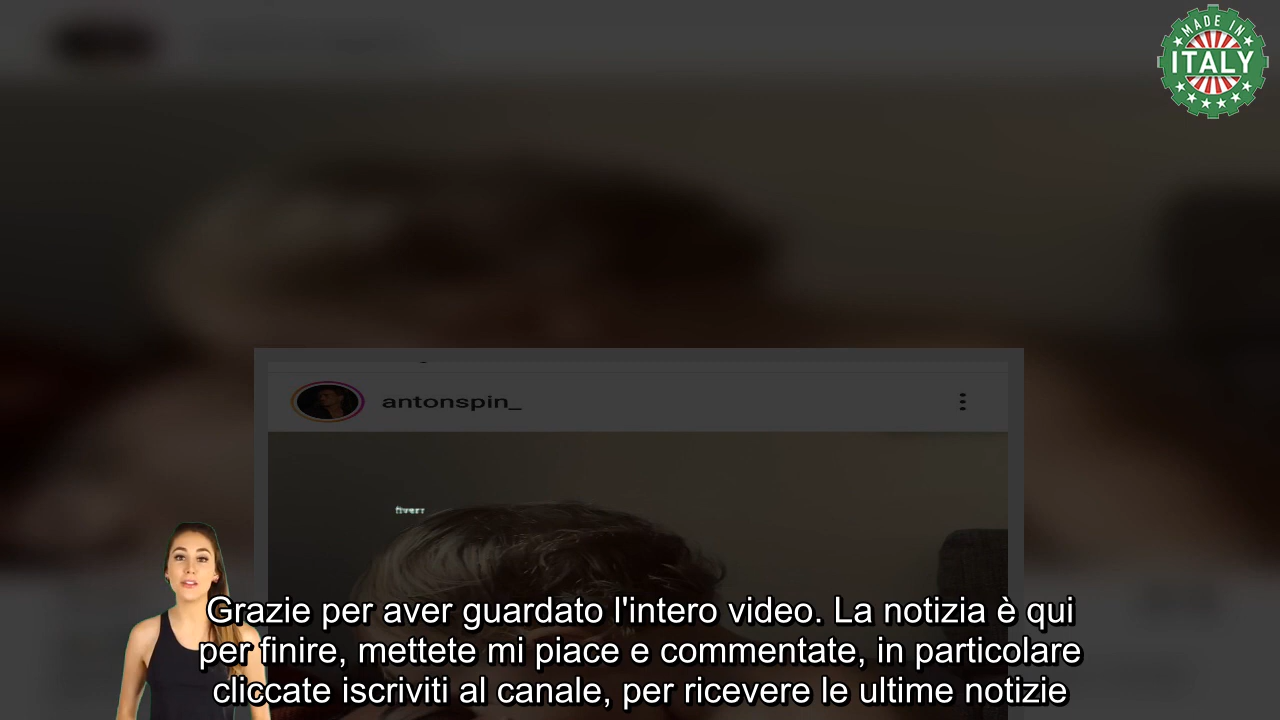 MADE IN
ITALY
antonspin_
fiverr
Grazie per aver guardato l'intero video. La notizia è qui
per finire, mettete mi piace e commentate, in particolare
cliccate iscriviti al canale, per ricevere le ultime notizie